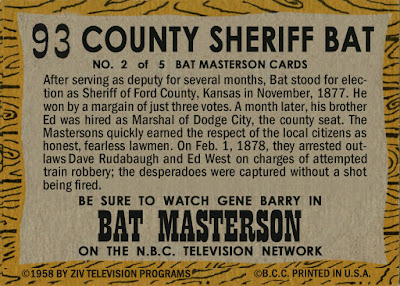 93 COUNTY SHERIFF BAT
NO. 2 of 5 BAT MASTERSON CARDS
After serving as deputy for several months, Bat stood for elec-
tion as Sheriff of Ford County, Kansas in November, 1877. He
won by a margain of just three votes. A month later, his brother
Ed was hired as Marshal of Dodge City, the county seat. The
Mastersons quickly earned the respect of the local citizens as
honest, fearless lawmen. On Feb. 1, 1878, they arrested out-
laws Dave Rudabaugh and Ed West on charges of attempted
train robbery; the desperadoes were captured without a shot
being fired.
BE SURE TO WATCH GENE BARRY IN
BAT MASTERSON
ON THE N.B.C. TELEVISION NETWORK
©1958 BY ZIV TELEVISION PROGRAMS
©B.C.C. PRINTED IN U.S.A.